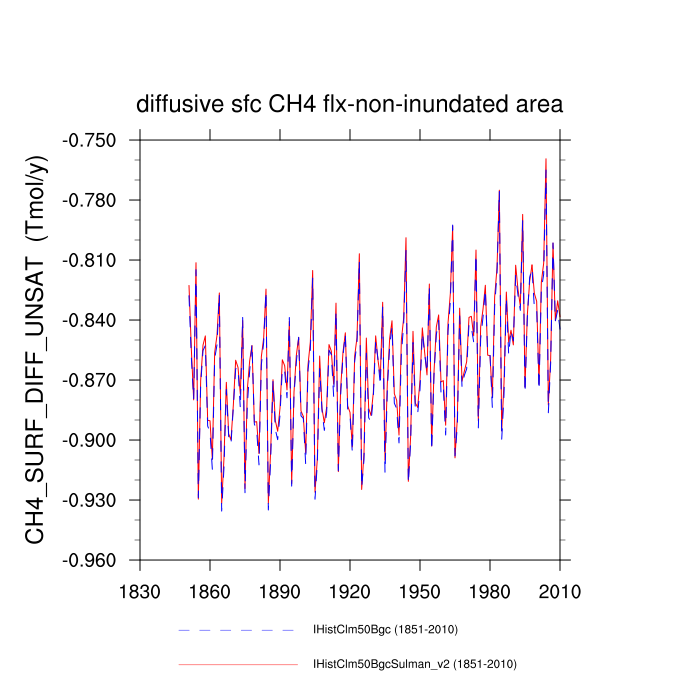 diffusive sfc CH4 flx-non-inundated area
CH4_SURF_DIFF_UNSAT (Tmol/y)
-0.750
-0.780
-0.810
-0.840
-0.870
-0.900
-0.930
-0.960
1830 1860 1890 1920 1950 1980 2010
IHistClm50Bgc (1851-2010)
IHistClm50BgcSulman_v2 (1851-2010)